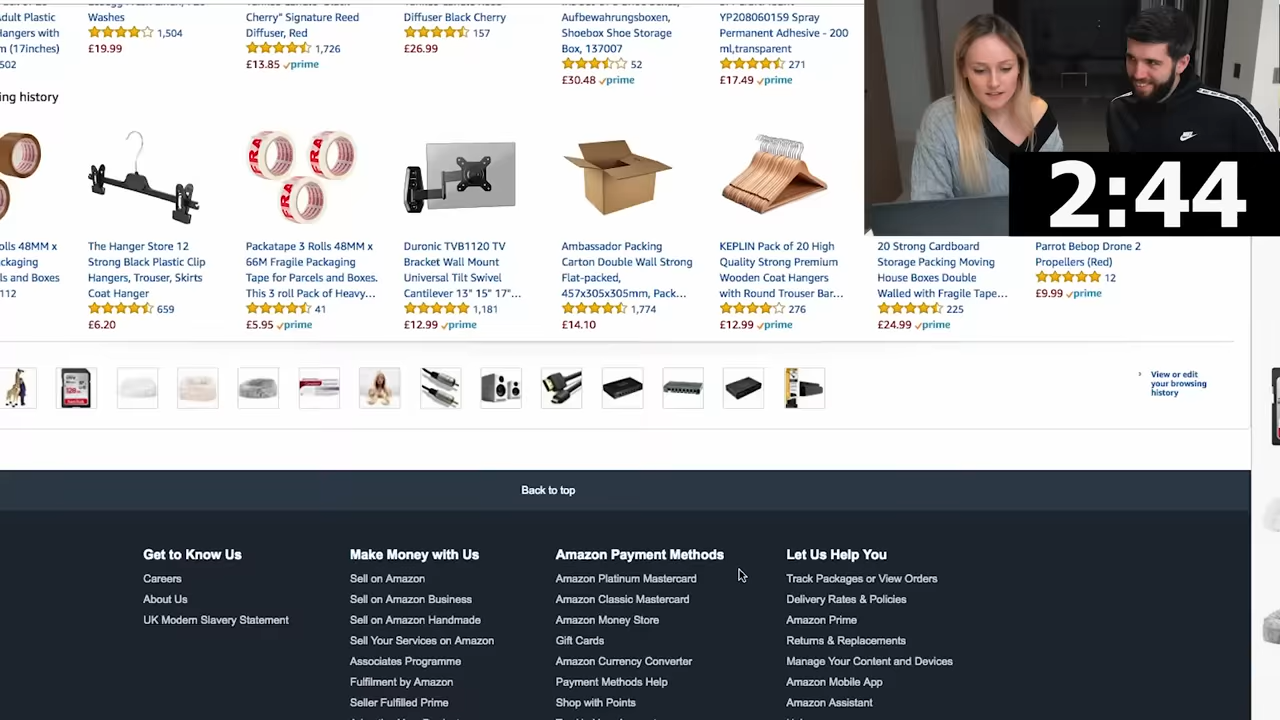 dult Plastic
Washes
Cherry" Signature Reed
Diffuser Black Cherry
Aufbewahrungsboxen,
YP208060159 Spray
angers with
1,504
Diffuser, Red
157
Shoebox Shoe Storage
Permanent Adhesive - 200
m (17inches)
£19.99
1,726
£26.99
Box, 137007
ml,transparent
502
£13.85 prime
52
271
£30.48 prime
£17.49 prime
ing history
FRA
FRA
FRA
2:44
olls 48MM x
ckaging
ls and Boxes
112
The Hanger Store 12
Strong Black Plastic Clip
Hangers, Trouser, Skirts
Coat Hanger
659
£6.20
Packatape 3 Rolls 48MM x
66M Fragile Packaging
Tape for Parcels and Boxes.
This 3 roll Pack of Heavy...
41
£5.95 prime
Duronic TVB1120 TV
Bracket Wall Mount
Universal Tilt Swivel
Cantilever 13" 15" 17"...
1,181
£12.99 prime
Ambassador Packing
Carton Double Wall Strong
Flat-packed,
457x305x305mm, Pack...
1,774
£14.10
KEPLIN Pack of 20 High
Quality Strong Premium
Wooden Coat Hangers
with Round Trouser Bar...
276
£12.99 prime
20 Strong Cardboard
Storage Packing Moving
House Boxes Double
Walled with Fragile Tape...
225
£24.99 prime
Parrot Bebop Drone 2
Propellers (Red)
12
£9.99 prime
View or edit
your browsing
history
Back to top
Get to Know Us
Careers
About Us
UK Modern Slavery Statement
Make Money with Us
Sell on Amazon
Sell on Amazon Business
Sell on Amazon Handmade
Sell Your Services on Amazon
Associates Programme
Fulfilment by Amazon
Seller Fulfilled Prime
Amazon Payment Methods
Amazon Platinum Mastercard
Amazon Classic Mastercard
Amazon Money Store
Gift Cards
Amazon Currency Converter
Payment Methods Help
Shop with Points
Let Us Help You
Track Packages or View Orders
Delivery Rates & Policies
Amazon Prime
Returns & Replacements
Manage Your Content and Devices
Amazon Mobile App
Amazon Assistant